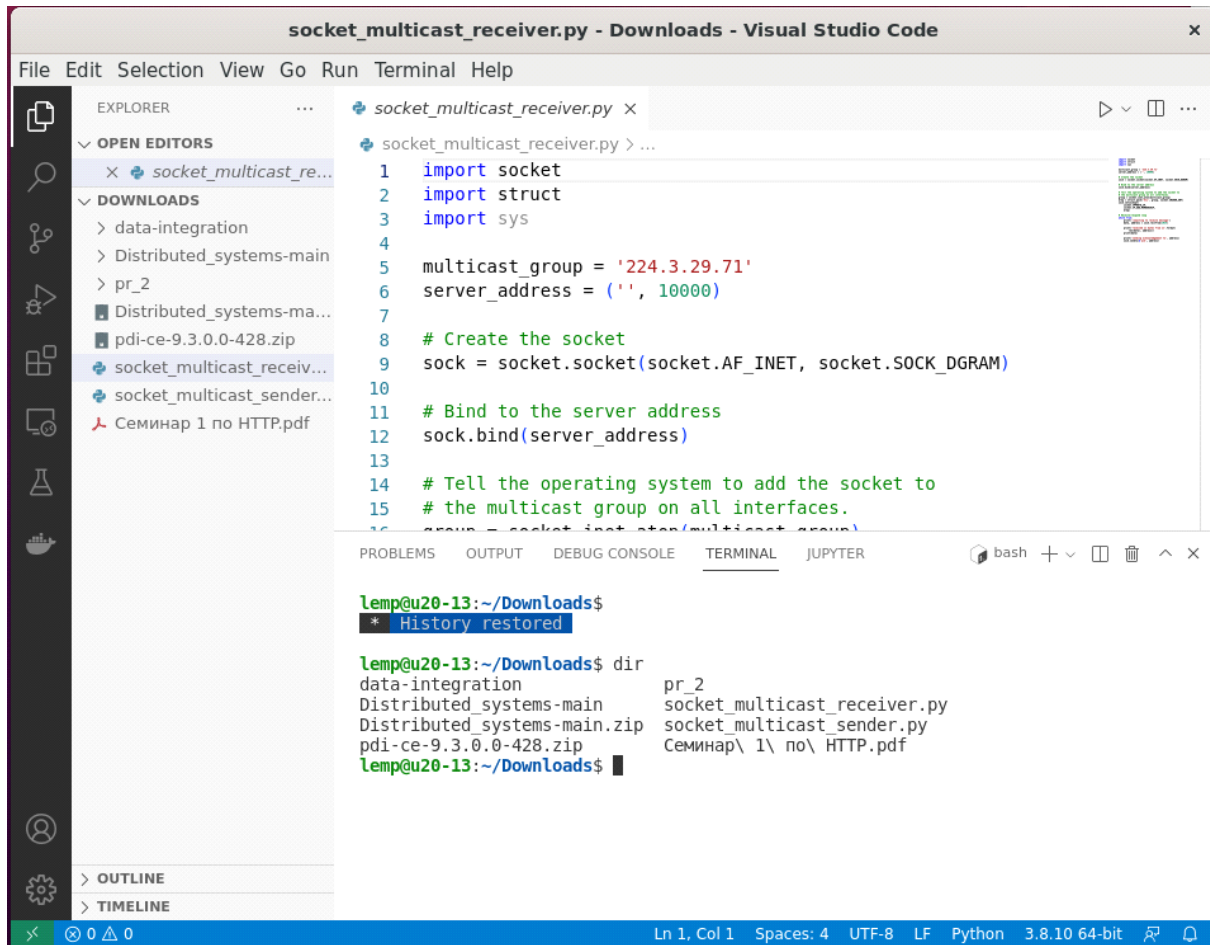 socket_multicast_receiver.py - Downloads - Visual Studio Code
File Edit Selection View Go Run Terminal Help
EXPLORER
OPEN EDITORS
socket_multicast_re...
DOWNLOADS
data-integration
Distributed_systems-main
pr_2
Distributed_systems-ma...
pdi-ce-9.3.0.0-428.zip
socket_multicast_receiv...
socket_multicast_sender...
Семинар 1 по HTTP.pdf
OUTLINE
TIMELINE
socket_multicast_receiver.py
socket_multicast_receiver.py > ...
1 import socket
2 import struct
3 import sys
4
5 multicast_group = '224.3.29.71'
6 server_address = ('', 10000)
7
8 # Create the socket
9 sock = socket.socket(socket.AF_INET, socket.SOCK_DGRAM)
10
11 # Bind to the server address
12 sock.bind(server_address)
13
14 # Tell the operating system to add the socket to
15 # the multicast group on all interfaces.
16 group = socket.inet_aton(multicast_group)
PROBLEMS OUTPUT DEBUG CONSOLE TERMINAL JUPYTER bash
lemp@u20-13:~/Downloads$
* History restored
lemp@u20-13:~/Downloads$ dir
data-integration pr_2
Distributed_systems-main socket_multicast_receiver.py
Distributed_systems-main.zip socket_multicast_sender.py
pdi-ce-9.3.0.0-428.zip Семинар\ 1\ по\ HTTP.pdf
lemp@u20-13:~/Downloads$
0 0 Ln 1, Col 1 Spaces: 4 UTF-8 LF Python 3.8.10 64-bit